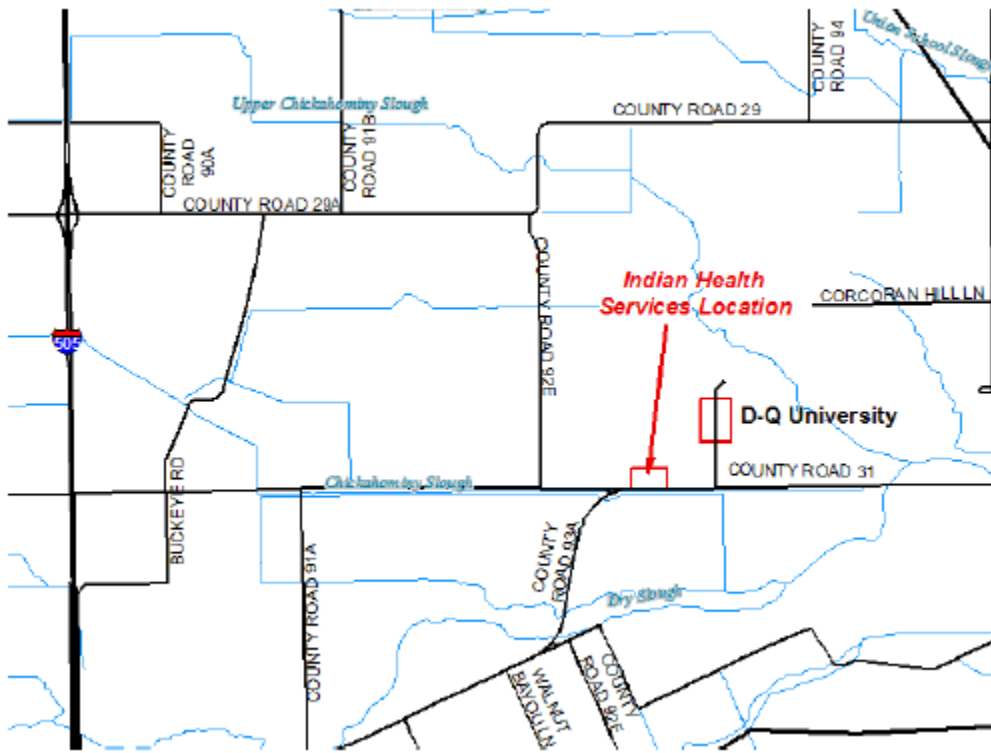 Union School Slough
COUNTY
ROAD 94
Upper Chickahominy Slough
COUNTY ROAD 29
COUNTY
ROAD
90A
COUNTY
ROAD 91B
COUNTY ROAD 29A
COUNTY ROAD 92E
Indian Health
Services Location
CORCORAN HILL LN
505
D-Q University
COUNTY ROAD 31
Chickahominy Slough
BUCKEYE RD
COUNTY ROAD 91A
COUNTY
ROAD 93A
Dry Slough
WALNUT
BAYOU LN
COUNTY
ROAD 92E